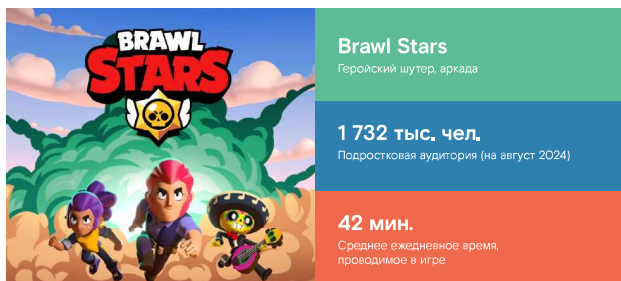 BRAWL
STARS
Brawl Stars
Геройский шутер, аркада
1 732 тыс. чел.
Подростковая аудитория (на август 2024)
42 мин.
Среднее ежедневное время,
проводимое в игре